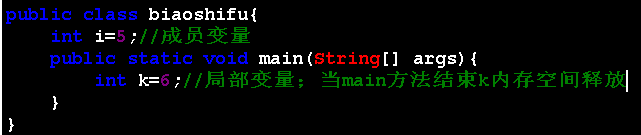 public class biaoshifu{
int i=5;//成员变量
public static void main(String[] args){
int k=6;//局部变量；当main方法结束k内存空间释放
}
}